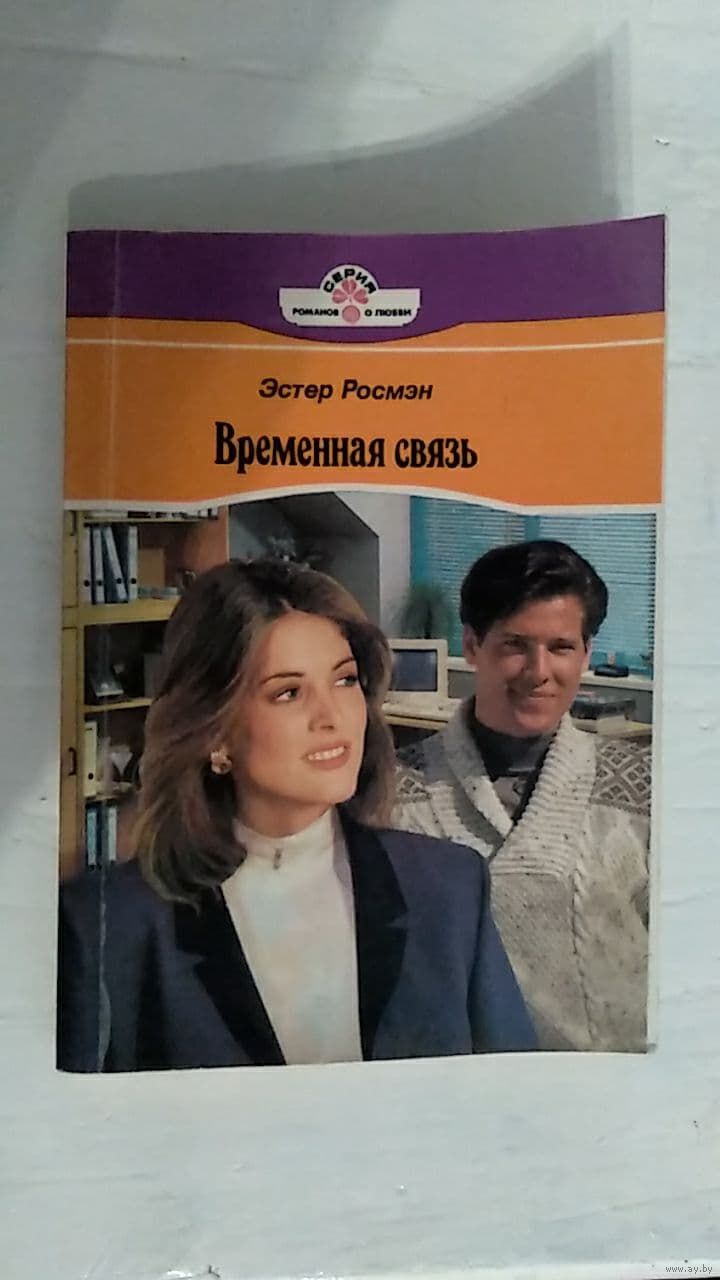 СЕРИЯ
РОМАНОВ О ЛЮБВИ
Эстер Росмэн
Временная связь
www.ay.by